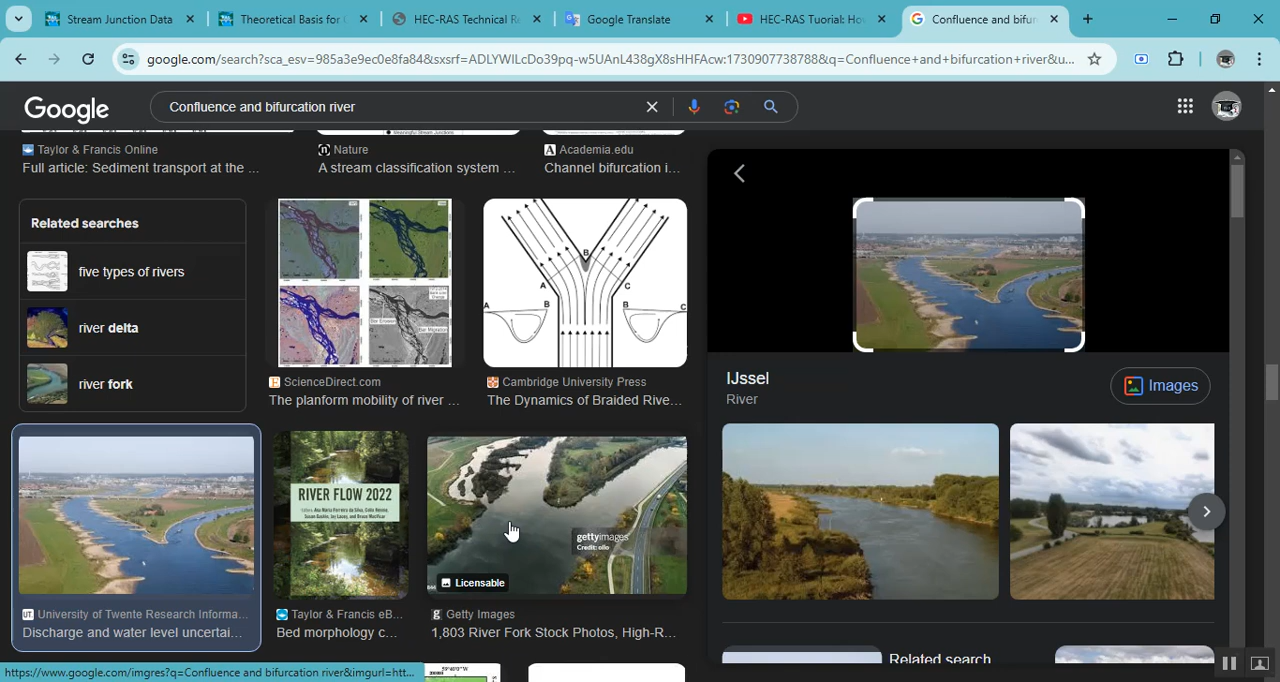 Stream Junction Data
Theoretical Basis for
HEC-RAS Technical Re
Google Translate
HEC-RAS Tuorial: Ho
Confluence and bifur
google.com/search?sca_esv=985a3e9ec0e8fa84&sxsrf=ADLYWILcDo39pq-w5UAnL438gX8sHHFAcw:1730907738788&q=Confluence+and+bifurcation+river&u...
Google
Confluence and bifurcation river
Taylor & Francis Online
Full article: Sediment transport at the ...
Nature
A stream classification system ...
Academia.edu
Channel bifurcation i...
Related searches
five types of rivers
river delta
river fork
ScienceDirect.com
The planform mobility of river ...
B
A
C
A
B
B
C
Cambridge University Press
The Dynamics of Braided Rive...
IJssel
River
Images
University of Twente Research Informa...
Discharge and water level uncertai...
RIVER FLOW 2022
Taylor & Francis eB...
Bed morphology c...
gettyimages
Credit: oilo
Licensable
Getty Images
1,803 River Fork Stock Photos, High-R...
Related search
https://www.google.com/imgres?q=Confluence and bifurcation river&imgurl=htt...